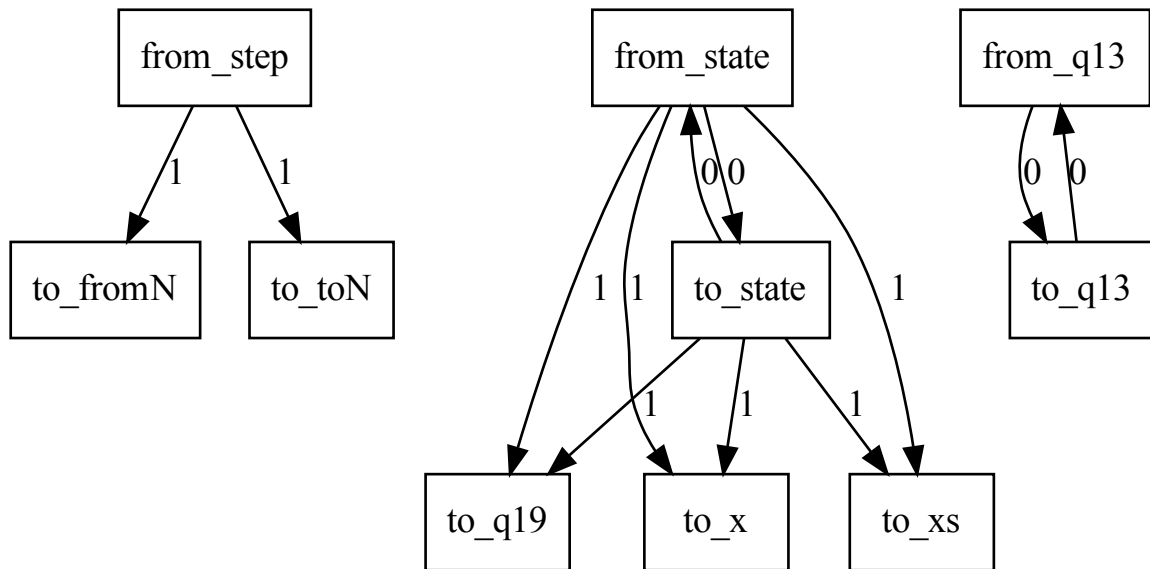 from_step
from_state
from_q13
1
1
0
0
0
0
to_fromN
to_toN
1
1
to_state
1
to_q13
1
1
1
to_q19
to_x
to_xs